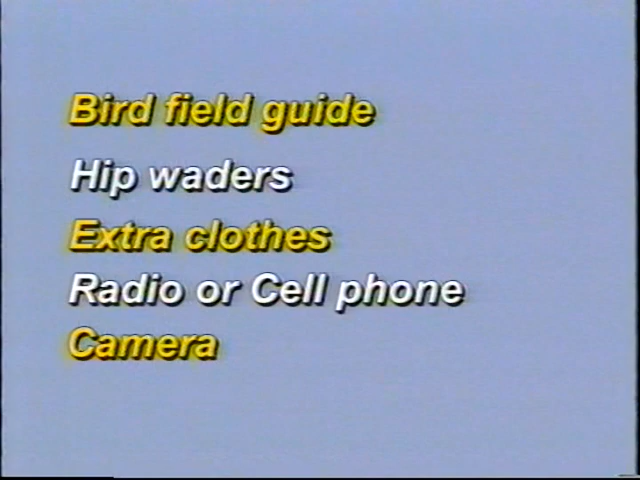 Bird field guide
Hip waders
Extra clothes
Radio or Cell phone
Camera